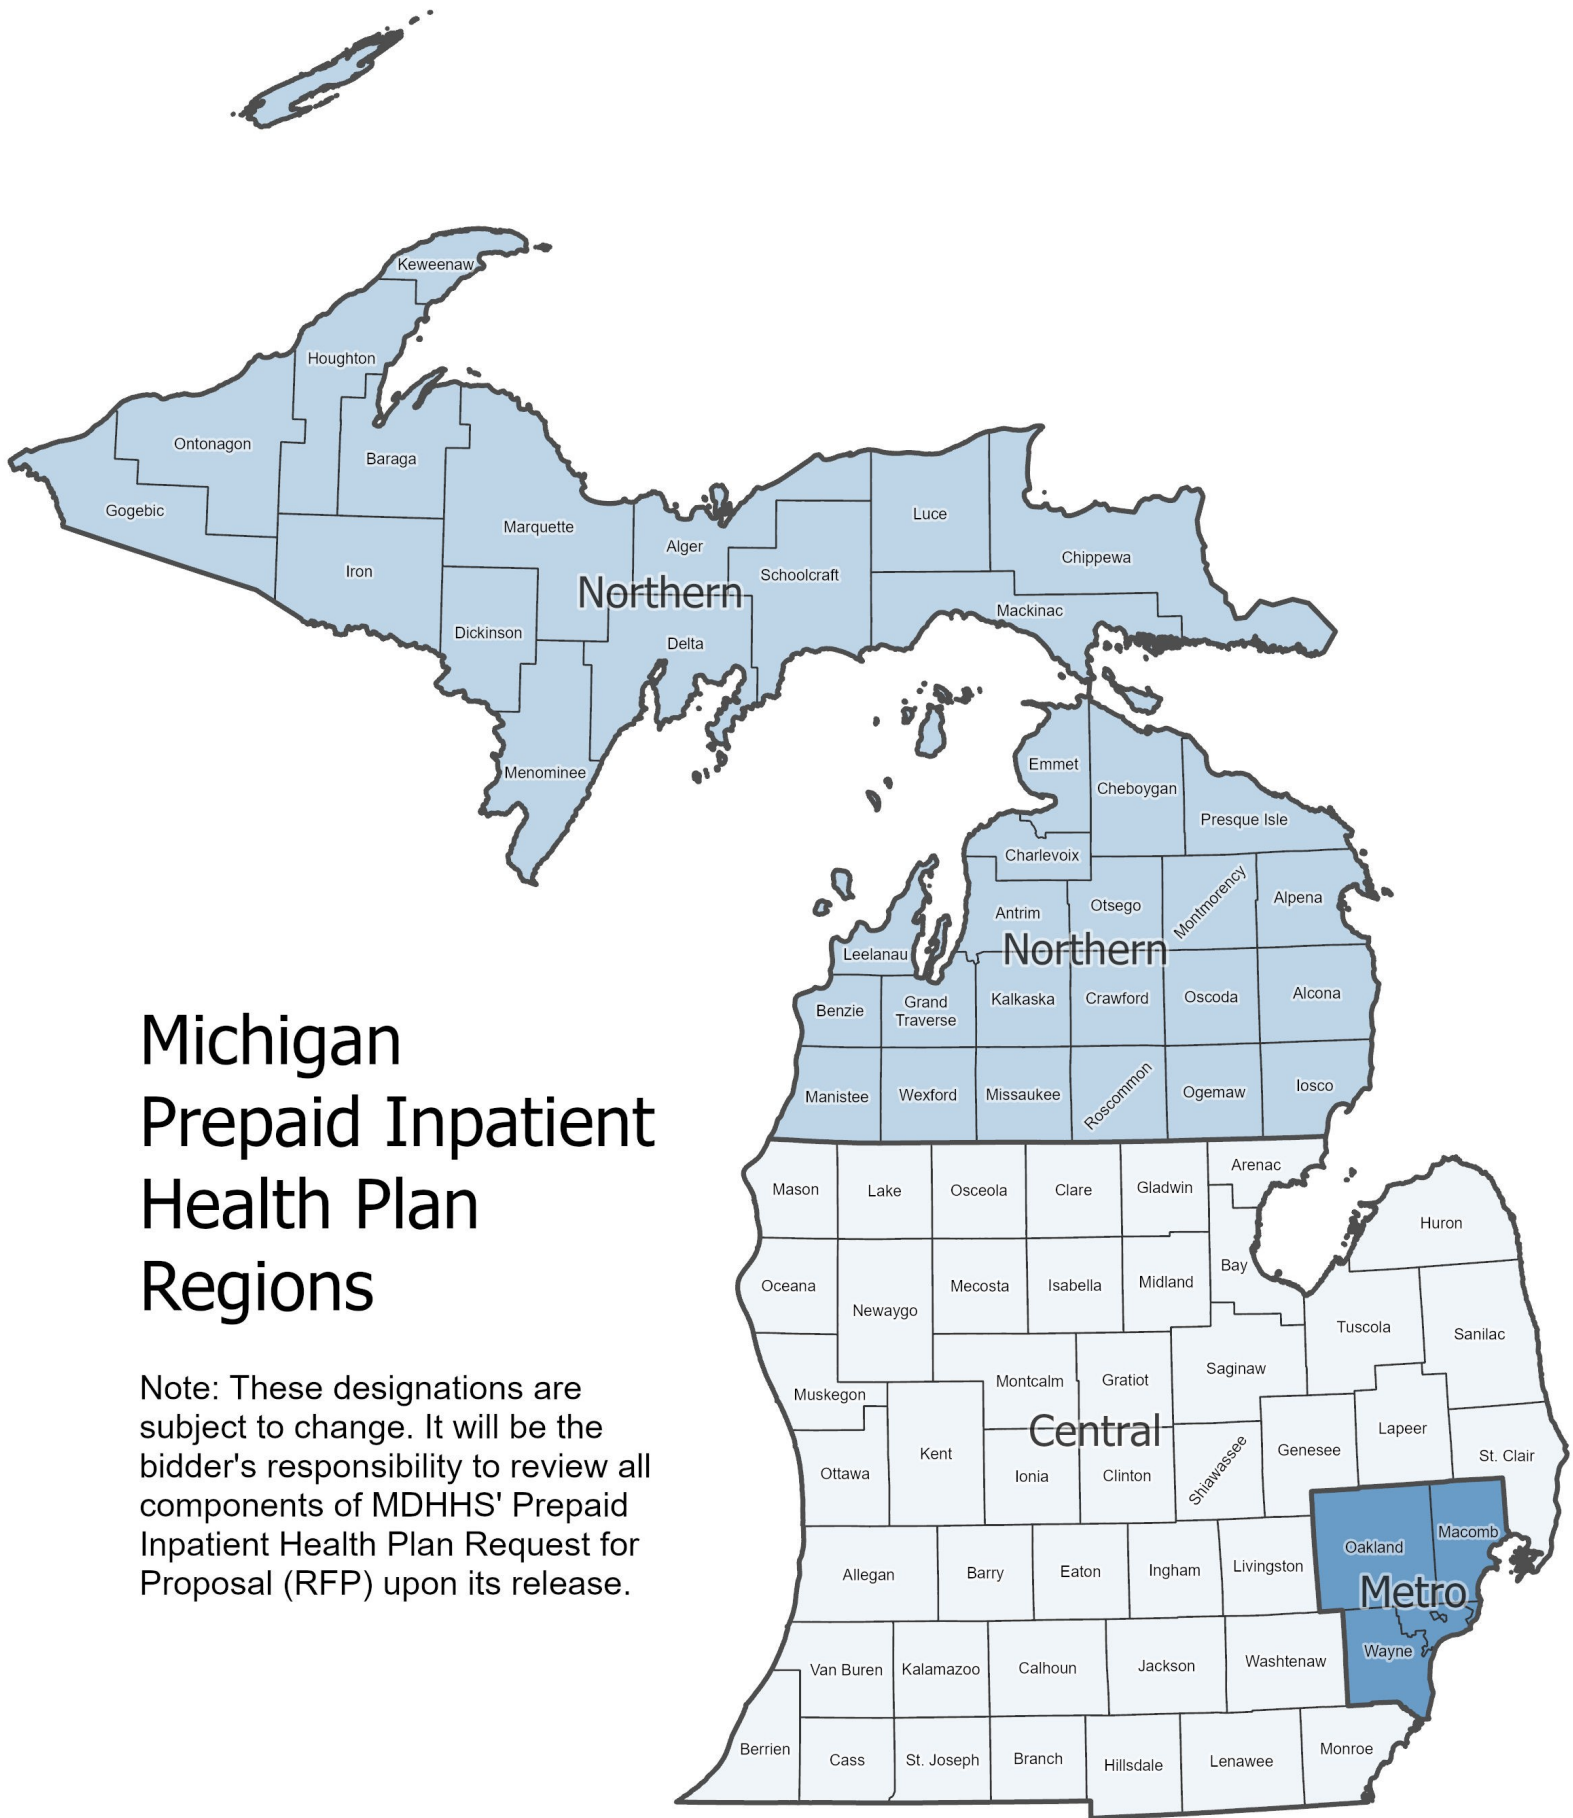 Keweenaw
Houghton
Ontonagon
Baraga
Gogebic
Marquette
Luce
Alger
Chippewa
Iron
Schoolcraft
Northern
Mackinac
Dickinson
Delta
Emmet
Menominee
Cheboygan
Presque Isle
Charlevoix
Antrim
Otsego
Montmorency
Alpena
Northern
Leelanau
Benzie
Grand
Traverse
Kalkaska
Crawford
Oscoda
Alcona
Manistee
Wexford
Missaukee
Roscommon
Ogemaw
Iosco
Michigan
Prepaid Inpatient
Health Plan
Regions
Note: These designations are
subject to change. It will be the
bidder's responsibility to review all
components of MDHHS' Prepaid
Inpatient Health Plan Request for
Proposal (RFP) upon its release.
Mason
Lake
Osceola
Clare
Gladwin
Arenac
Huron
Oceana
Newaygo
Mecosta
Isabella
Midland
Bay
Tuscola
Sanilac
Muskegon
Montcalm
Gratiot
Saginaw
Central
Kent
Ottawa
Ionia
Clinton
Shiawassee
Genesee
Lapeer
St. Clair
Oakland
Macomb
Metro
Allegan
Barry
Eaton
Ingham
Livingston
Wayne
Van Buren
Kalamazoo
Calhoun
Jackson
Washtenaw
Berrien
Cass
St. Joseph
Branch
Hillsdale
Lenawee
Monroe